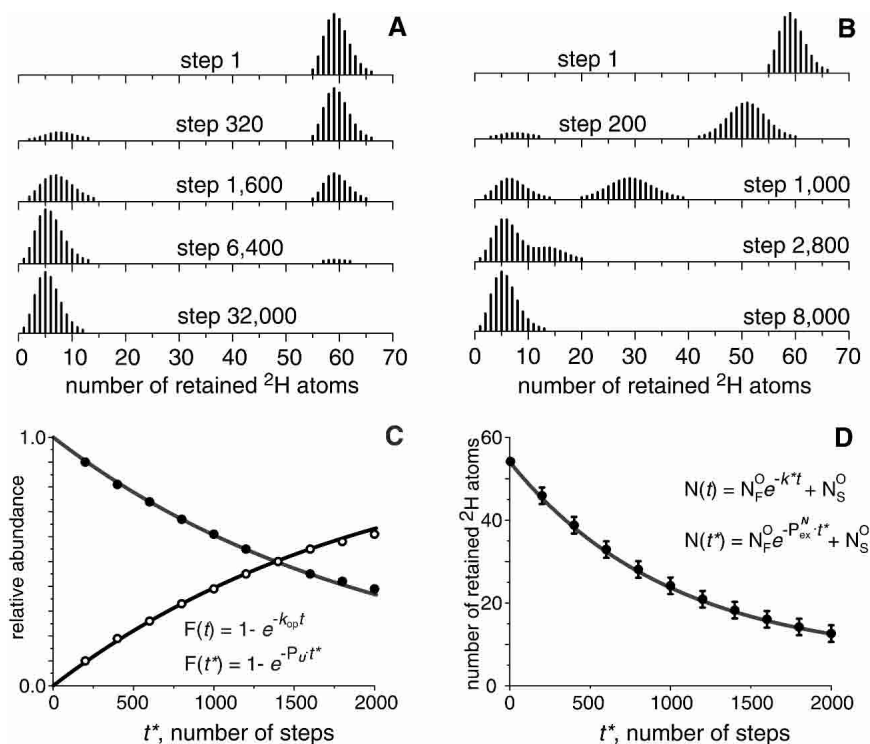 A
step 1
step 320
step 1,600
step 6,400
step 32,000
0 10 20 30 40 50 60 70
number of retained ²H atoms
B
step 1
step 200
step 1,000
step 2,800
step 8,000
0 10 20 30 40 50 60 70
number of retained ²H atoms
C
1.0
relative abundance
F(t) = 1- e^-k_op t
F(t*) = 1- e^-P_U·t*
0.0
0 500 1000 1500 2000
t*, number of steps
D
60
number of retained ²H atoms
N(t) = N_F^O e^-k*t + N_S^O
40
N(t*) = N_F^O e^-P_ex^N·t* + N_S^O
20
0
0 500 1000 1500 2000
t*, number of steps